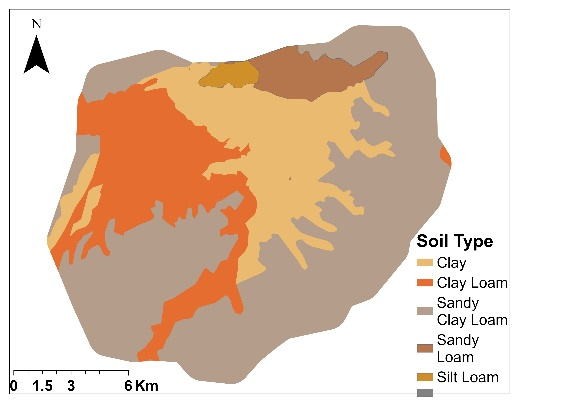 N
Soil Type
Clay
Clay Loam
Sandy
Clay Loam
Sandy
Loam
Silt Loam
0 1.5 3 6 Km